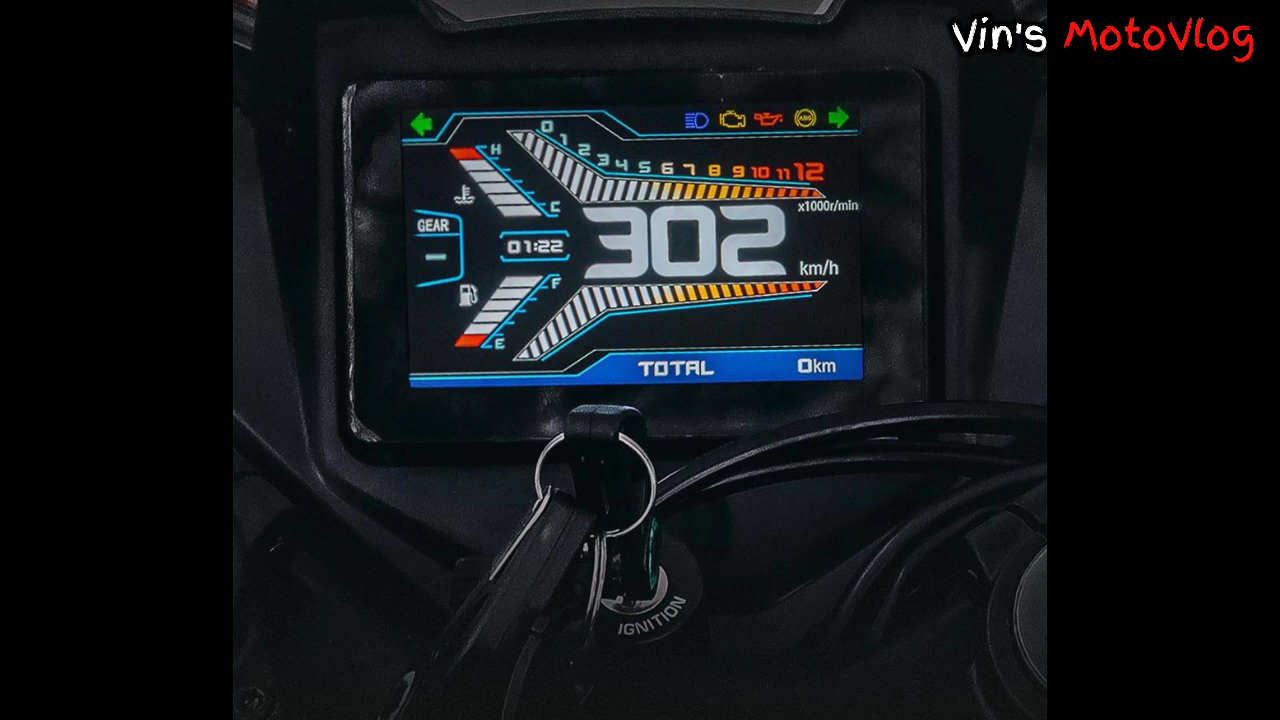 Vin's MotoVlog
0 1 2 3 4 5 6 7 8 9 10 11 12
ABS
H
x1000r/min
C
GEAR
-
01:22
302
km/h
F
E
TOTAL 0km
IGNITION